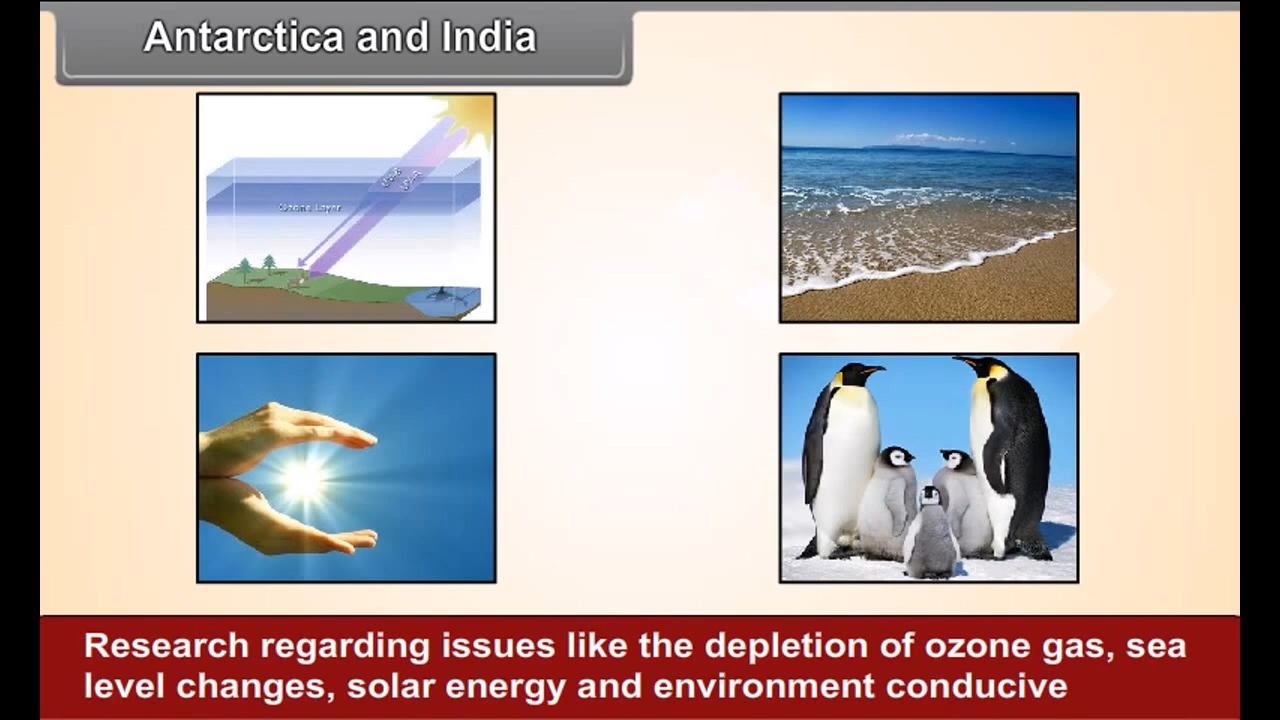 Antarctica and India
Ozone Layer
Research regarding issues like the depletion of ozone gas, sea
level changes, solar energy and environment conducive